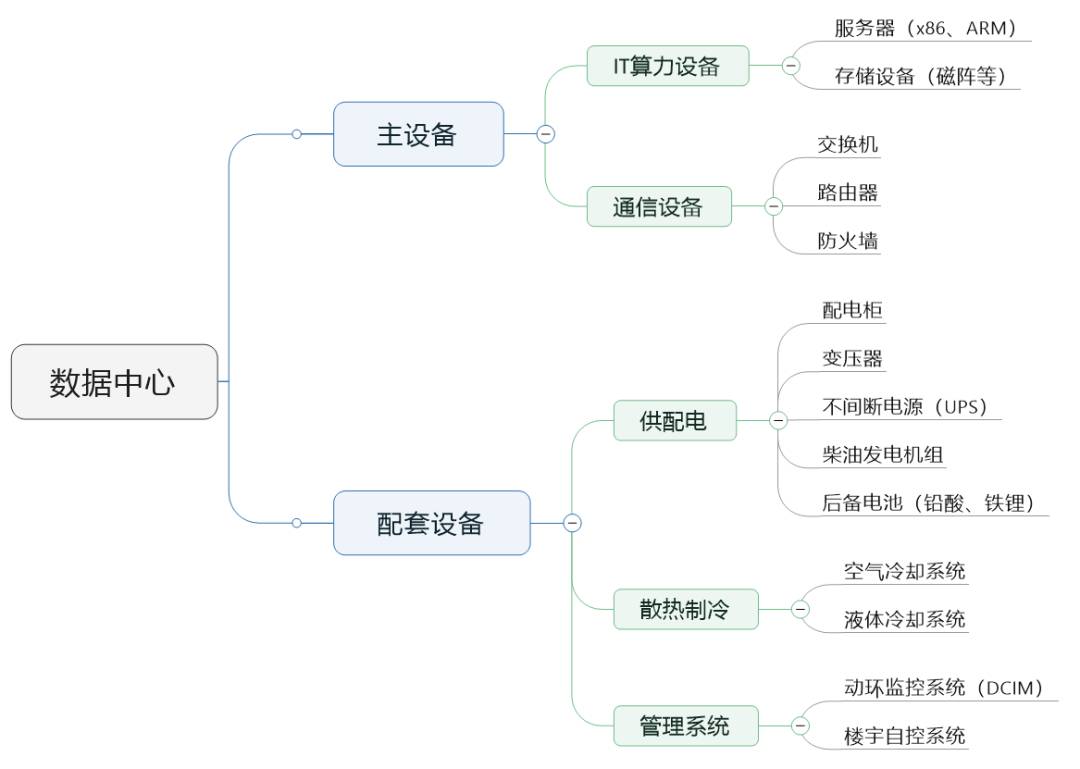 数据中心
主设备
IT算力设备
服务器（x86、ARM）
存储设备（磁阵等）
通信设备
交换机
路由器
防火墙
配套设备
供配电
配电柜
变压器
不间断电源（UPS）
柴油发电机组
后备电池（铅酸、铁锂）
散热制冷
空气冷却系统
液体冷却系统
管理系统
动环监控系统（DCIM）
楼宇自控系统